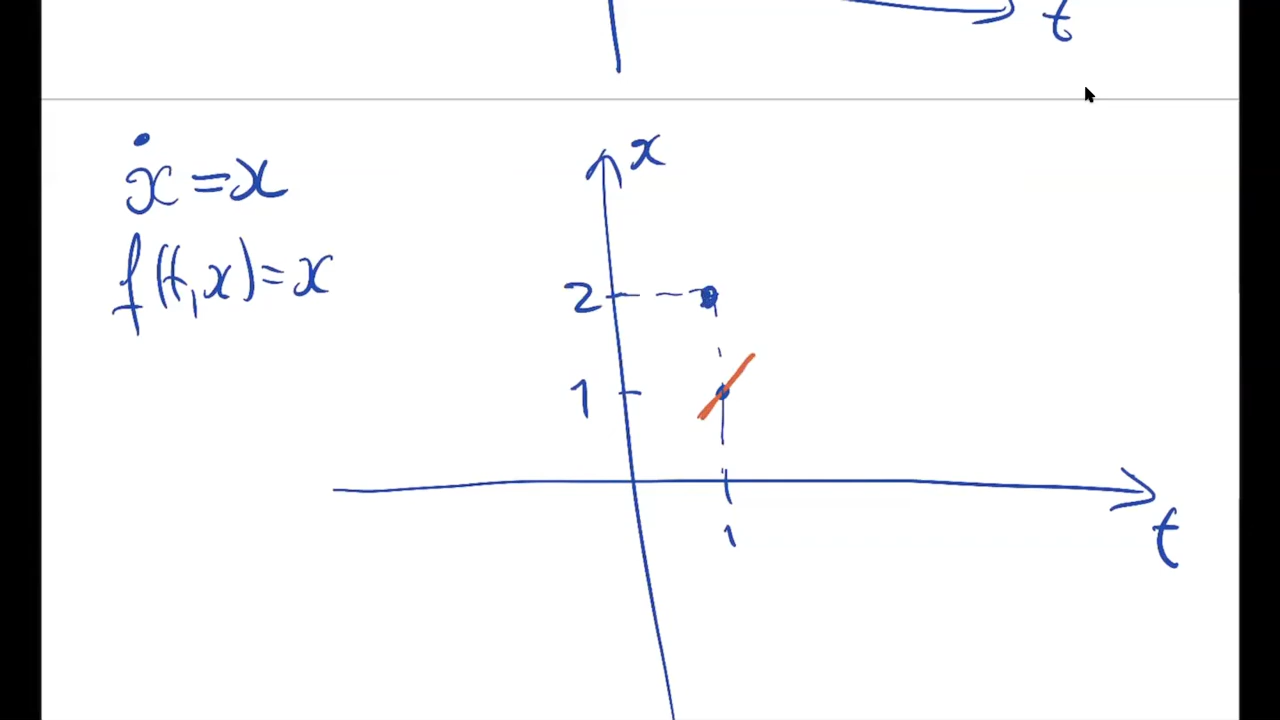 t
ẋ = x
f(t,x) = x
x
2
1
1
t